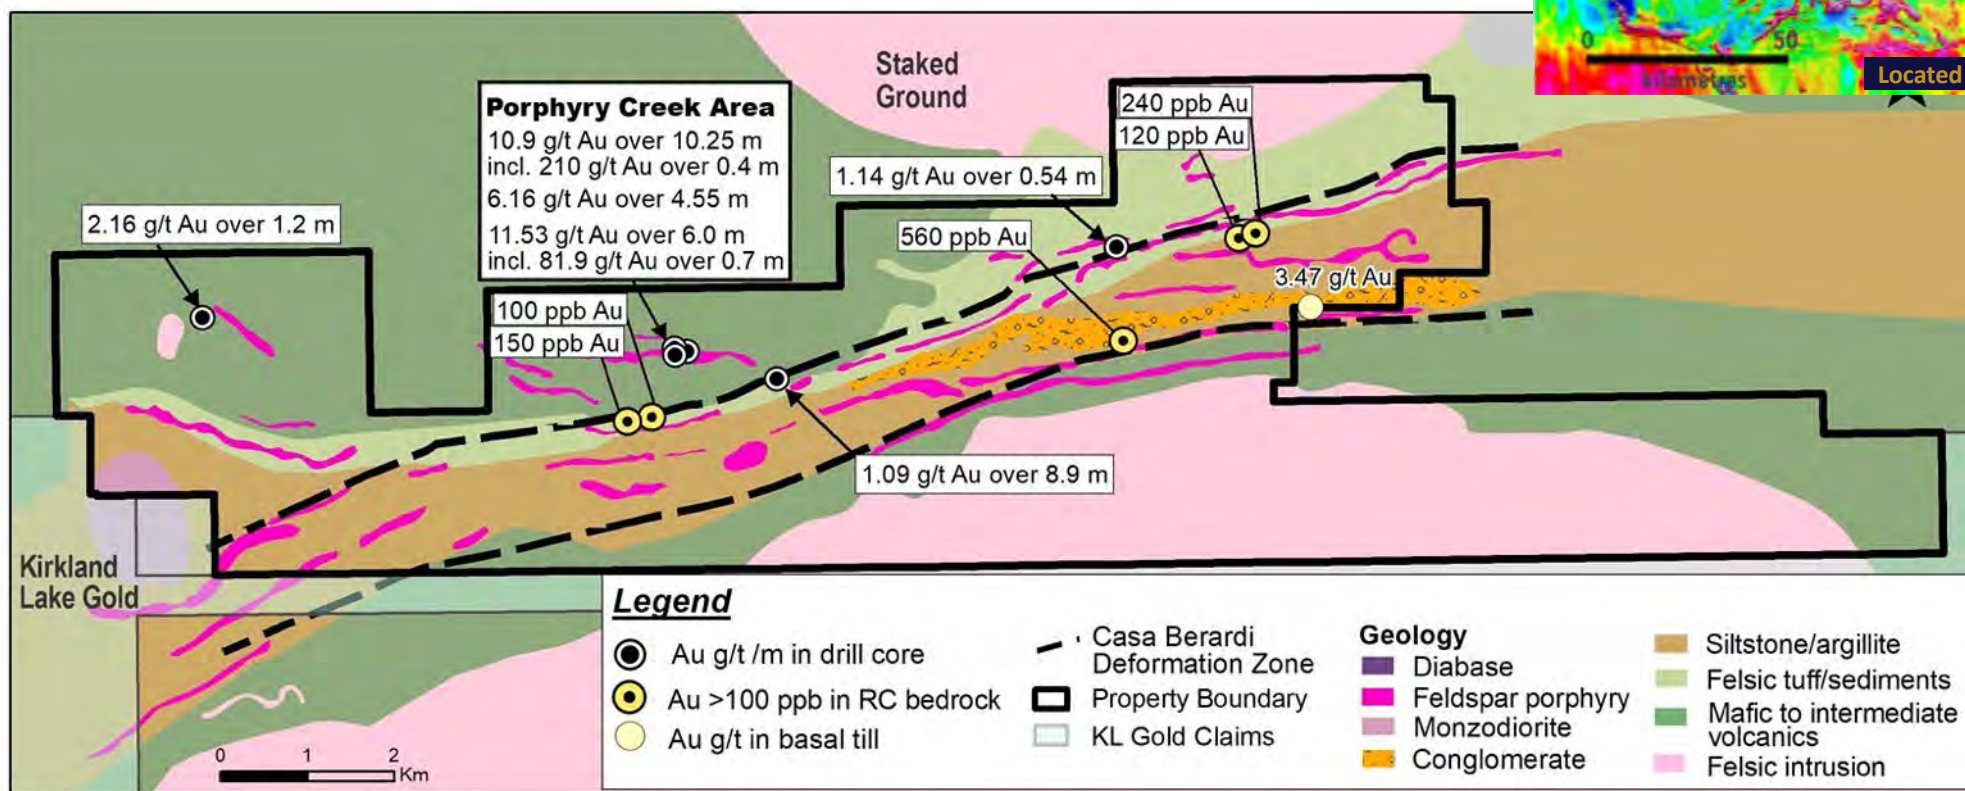 0 50
kilometres
Located
Staked
Ground
Porphyry Creek Area
10.9 g/t Au over 10.25 m
incl. 210 g/t Au over 0.4 m
6.16 g/t Au over 4.55 m
11.53 g/t Au over 6.0 m
incl. 81.9 g/t Au over 0.7 m
240 ppb Au
120 ppb Au
1.14 g/t Au over 0.54 m
2.16 g/t Au over 1.2 m
560 ppb Au
3.47 g/t Au
100 ppb Au
150 ppb Au
1.09 g/t Au over 8.9 m
Kirkland
Lake Gold
0 1 2
Km
Legend
Au g/t /m in drill core
Au >100 ppb in RC bedrock
Au g/t in basal till
Casa Berardi
Deformation Zone
Property Boundary
KL Gold Claims
Geology
Diabase
Feldspar porphyry
Monzodiorite
Conglomerate
Siltstone/argillite
Felsic tuff/sediments
Mafic to intermediate
volcanics
Felsic intrusion